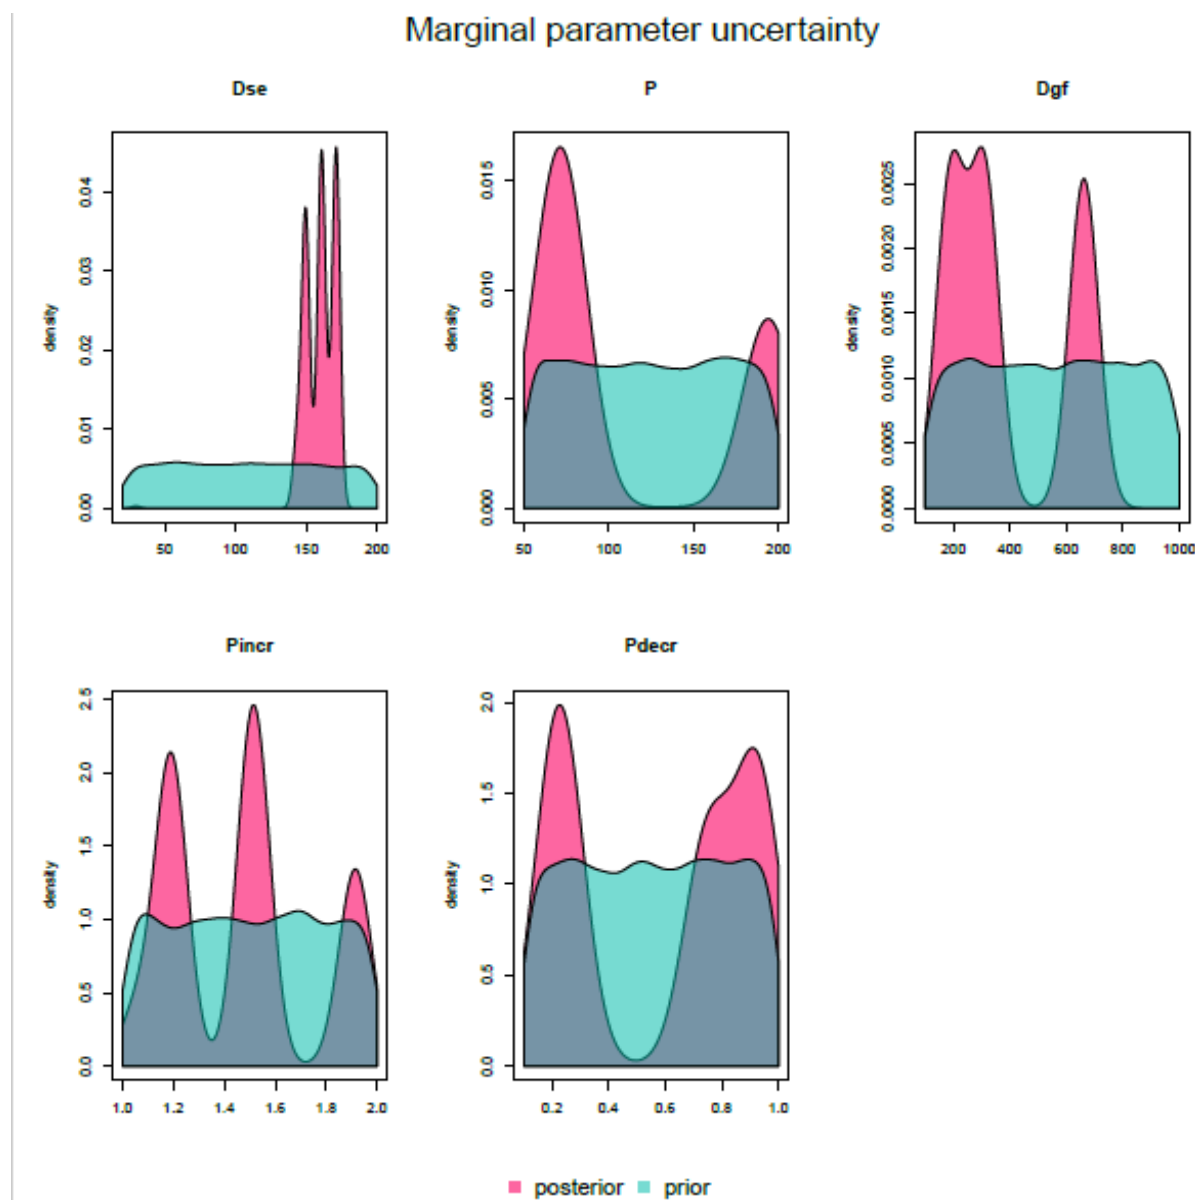 Marginal parameter uncertainty
Dse
P
Dgf
density
0.00 0.01 0.02 0.03 0.04
50 100 150 200
density
0.000 0.005 0.010 0.015
50 100 150 200
density
0.0000 0.0005 0.0010 0.0015 0.0020 0.0025
200 400 600 800 1000
Pincr
Pdecr
density
0.0 0.5 1.0 1.5 2.0 2.5
1.0 1.2 1.4 1.6 1.8 2.0
density
0.0 0.5 1.0 1.5 2.0
0.2 0.4 0.6 0.8 1.0
posterior prior